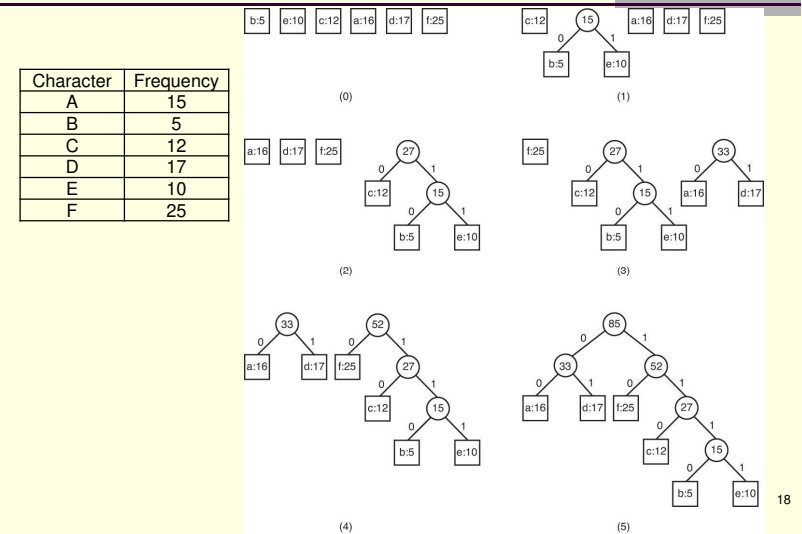 Character Frequency
A 15
B 5
C 12
D 17
E 10
F 25
b:5 e:10 c:12 a:16 d:17 f:25
(0)
c:12 15 a:16 d:17 f:25
0 1
b:5 e:10
(1)
a:16 d:17 f:25 27
0 1
c:12 15
0 1
b:5 e:10
(2)
f:25 27 33
0 1 0 1
c:12 15 a:16 d:17
0 1
b:5 e:10
(3)
33 52
0 1 0 1
a:16 d:17 f:25 27
0 1
c:12 15
0 1
b:5 e:10
(4)
85
0 1
33 52
0 1 0 1
a:16 d:17 f:25 27
0 1
c:12 15
0 1
b:5 e:10
(5)
18